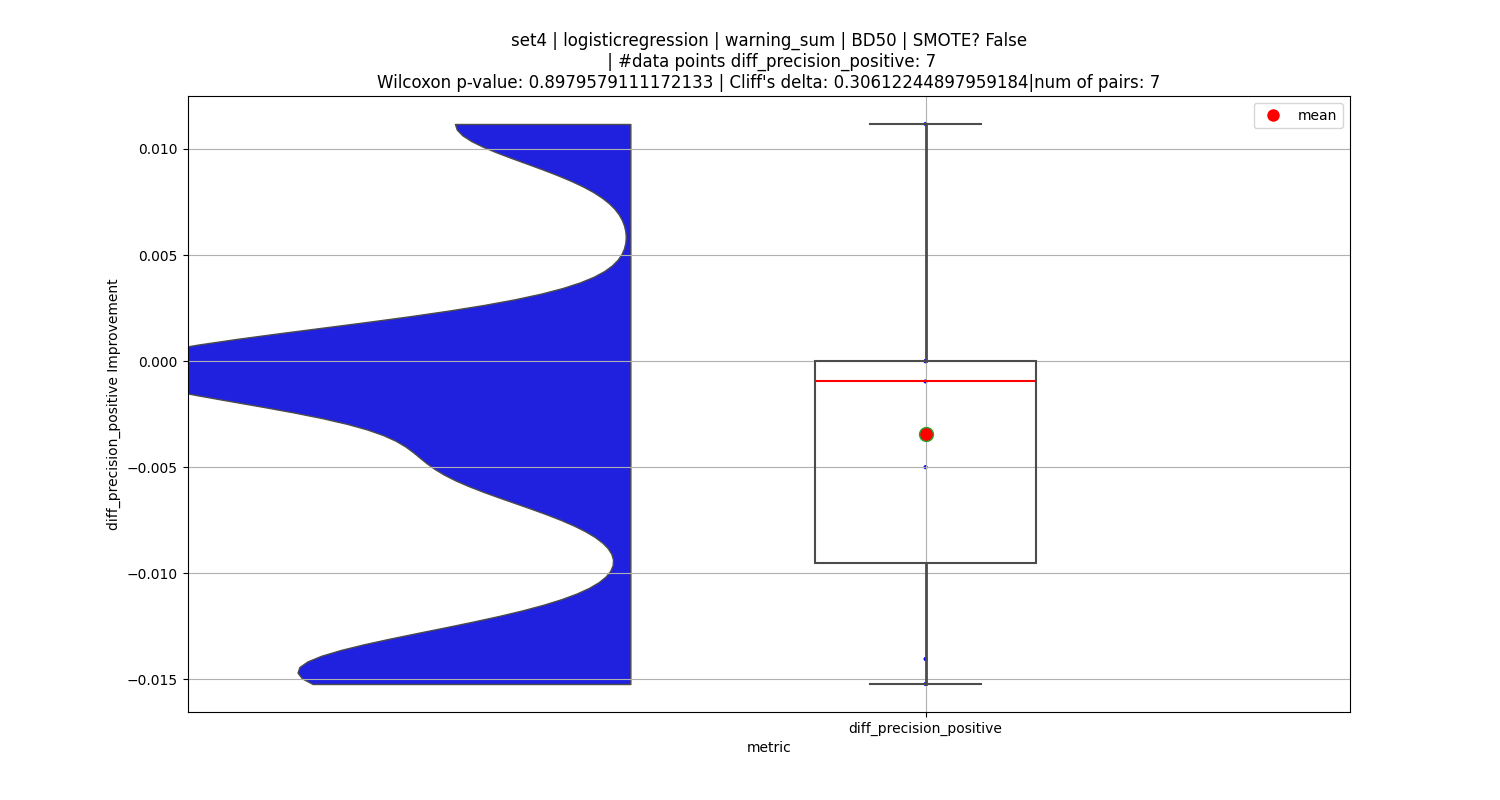 set4 | logisticregression | warning_sum | BD50 | SMOTE? False
| #data points diff_precision_positive: 7
Wilcoxon p-value: 0.8979579111172133 | Cliff's delta: 0.30612244897959184|num of pairs: 7
mean
0.010
0.005
0.000
−0.005
−0.010
−0.015
diff_precision_positive Improvement
diff_precision_positive
metric